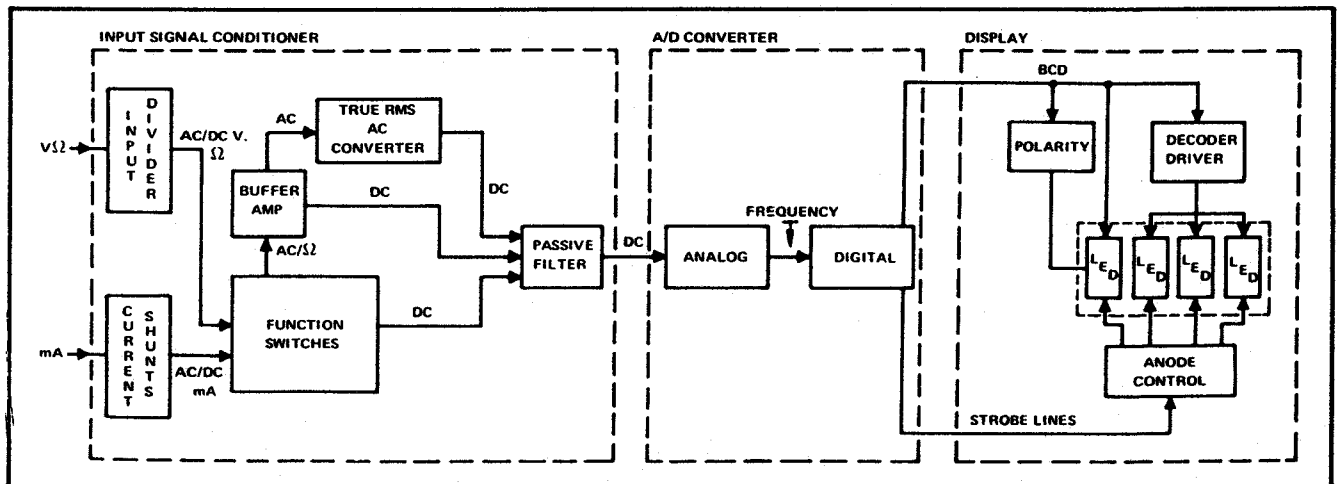 INPUT SIGNAL CONDITIONER
VΩ
INPUT
DIVIDER
AC/DC V.
Ω
mA
CURRENT
SHUNTS
AC/DC
mA
AC
TRUE RMS
AC
CONVERTER
BUFFER
AMP
DC
DC
AC/Ω
FUNCTION
SWITCHES
DC
PASSIVE
FILTER
DC
A/D CONVERTER
ANALOG
FREQUENCY
DIGITAL
DISPLAY
BCD
POLARITY
DECODER
DRIVER
LED
LED
LED
LED
ANODE
CONTROL
STROBE LINES